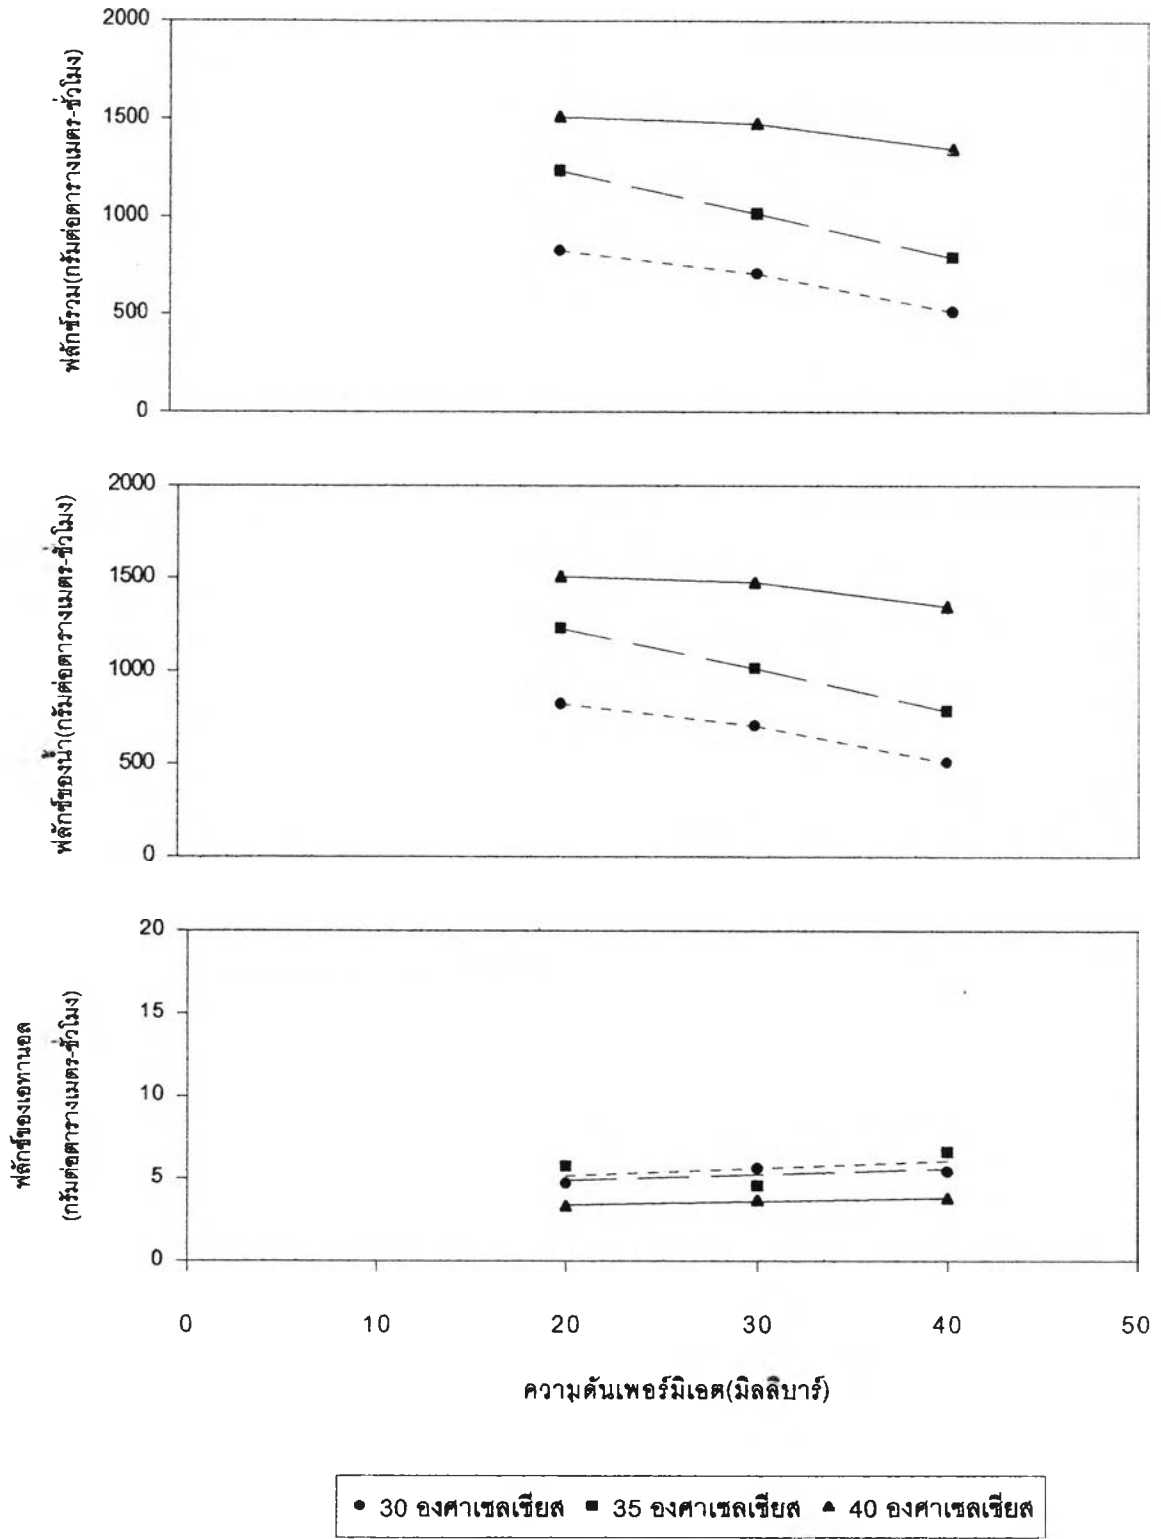 2000
1500
1000
500
0
ฟลักซ์รวม(กรัมต่อตารางเมตร-ชั่วโมง)
2000
1500
1000
500
0
ฟลักซ์ของน้ำ(กรัมต่อตารางเมตร-ชั่วโมง)
20
15
10
5
0
ฟลักซ์ของเอทานอล
(กรัมต่อตารางเมตร-ชั่วโมง)
0 10 20 30 40 50
ความดันเพอร์มิเอต(มิลลิบาร์)
30 องศาเซลเซียส 35 องศาเซลเซียส 40 องศาเซลเซียส